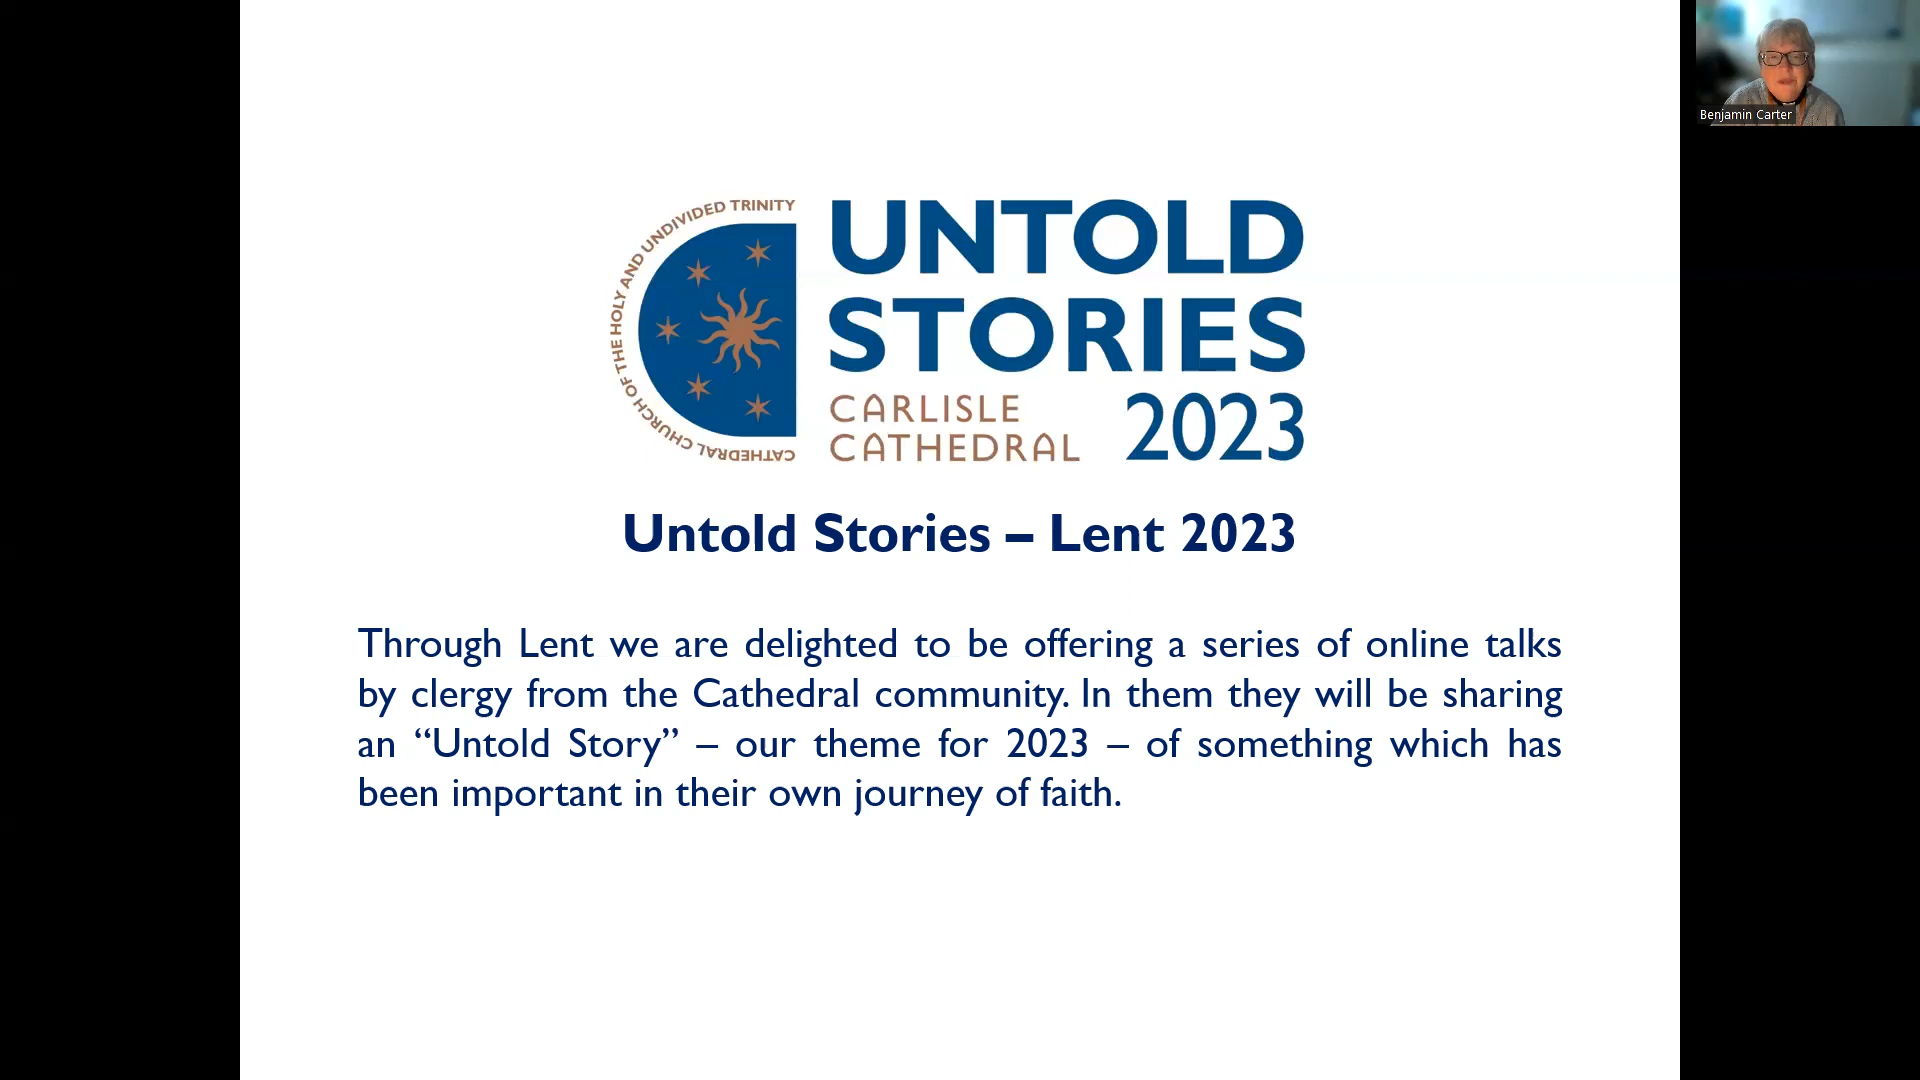 Benjamin Carter
CATHEDRAL CHURCH OF THE HOLY AND UNDIVIDED TRINITY
UNTOLD
STORIES
CARLISLE
CATHEDRAL
2023
Untold Stories – Lent 2023
Through Lent we are delighted to be offering a series of online talks
by clergy from the Cathedral community. In them they will be sharing
an “Untold Story” – our theme for 2023 – of something which has
been important in their own journey of faith.